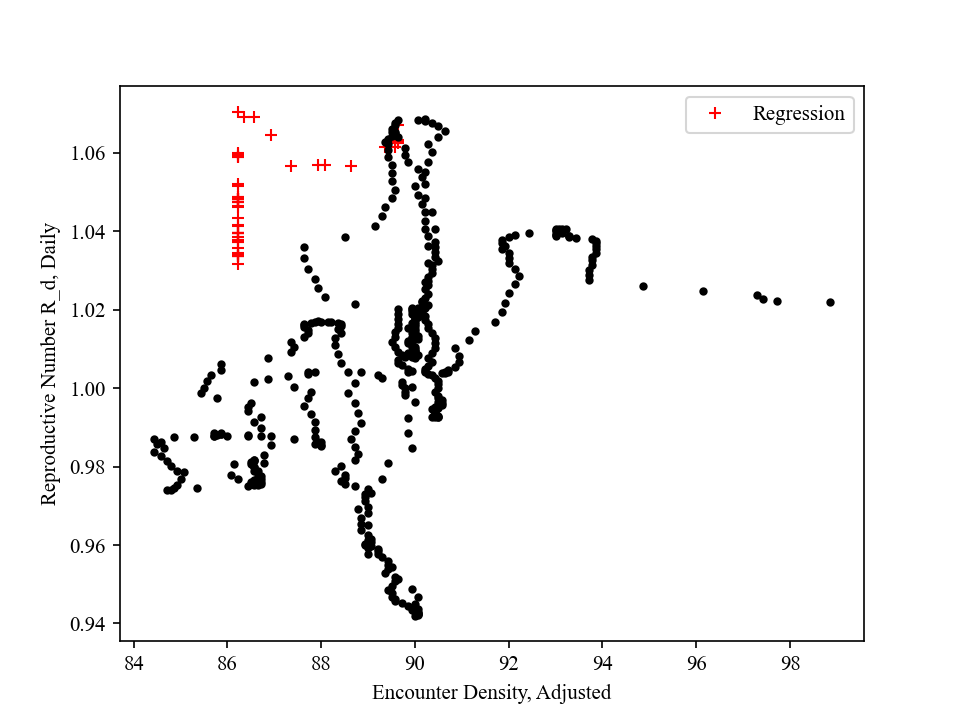 Regression
1.06
1.04
1.02
1.00
0.98
0.96
0.94
Reproductive Number R_d, Daily
84 86 88 90 92 94 96 98
Encounter Density, Adjusted